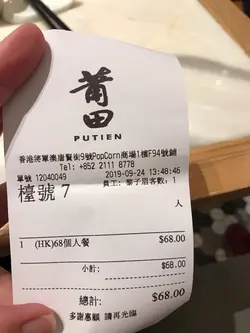 莆田
PUTIEN
香港將軍澳唐賢街9號PopCorn商場1樓F94號鋪
Tel: +852 2111 8778
單號 12040049 2019-09-24 13:48:46
檯號 7 員工: 黎子眉客數: 1
人
1 (HK)68個人餐 $68.00
小計: $68.00
總計: $68.00
多謝惠顧 請再光臨